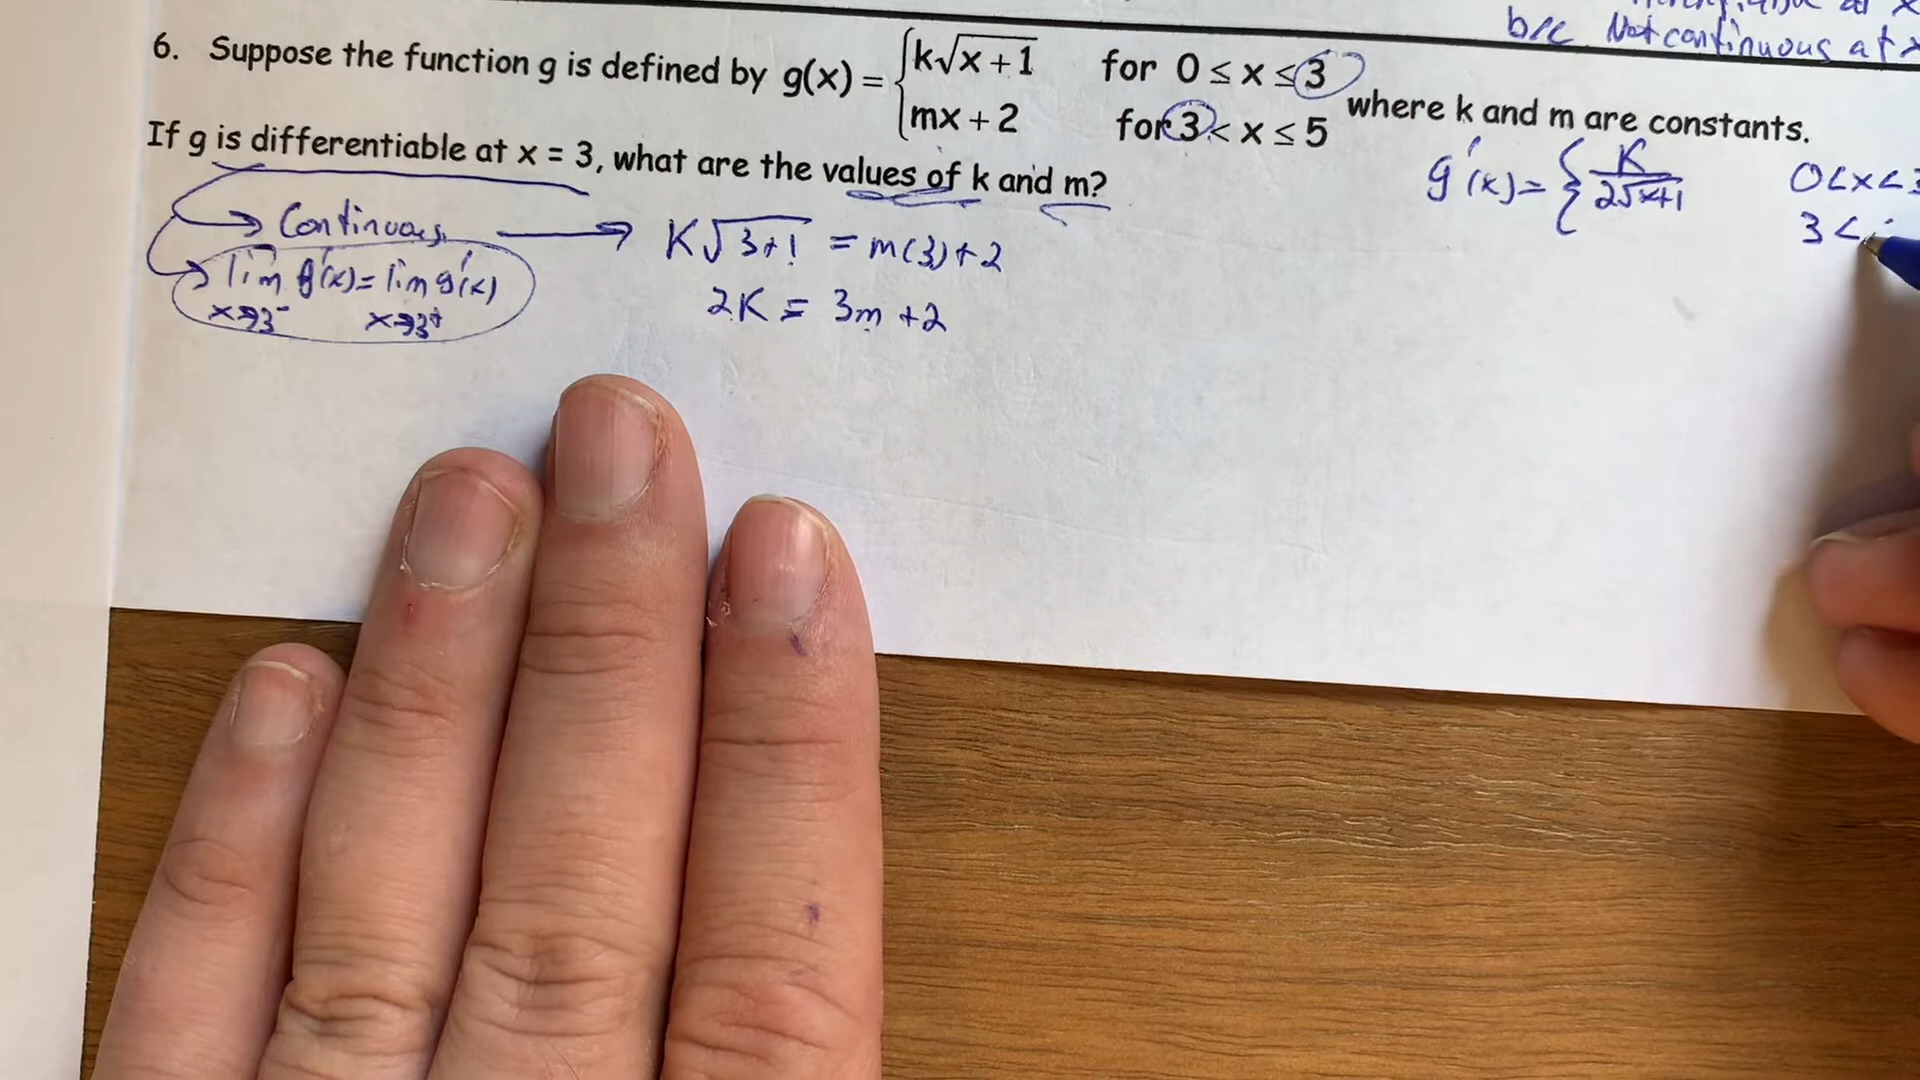 b/c Not continuous at x
6. Suppose the function g is defined by g(x) = { k√x+1 for 0 ≤ x ≤ 3
mx + 2 for 3 < x ≤ 5 where k and m are constants.
If g is differentiable at x = 3, what are the values of k and m?
g'(x) = { K/2√x+1 0<x<3
3 <
Continuous → K√3+1 = m(3)+2
lim g'(x) = lim g'(x)
x→3⁻ x→3⁺
2K = 3m +2